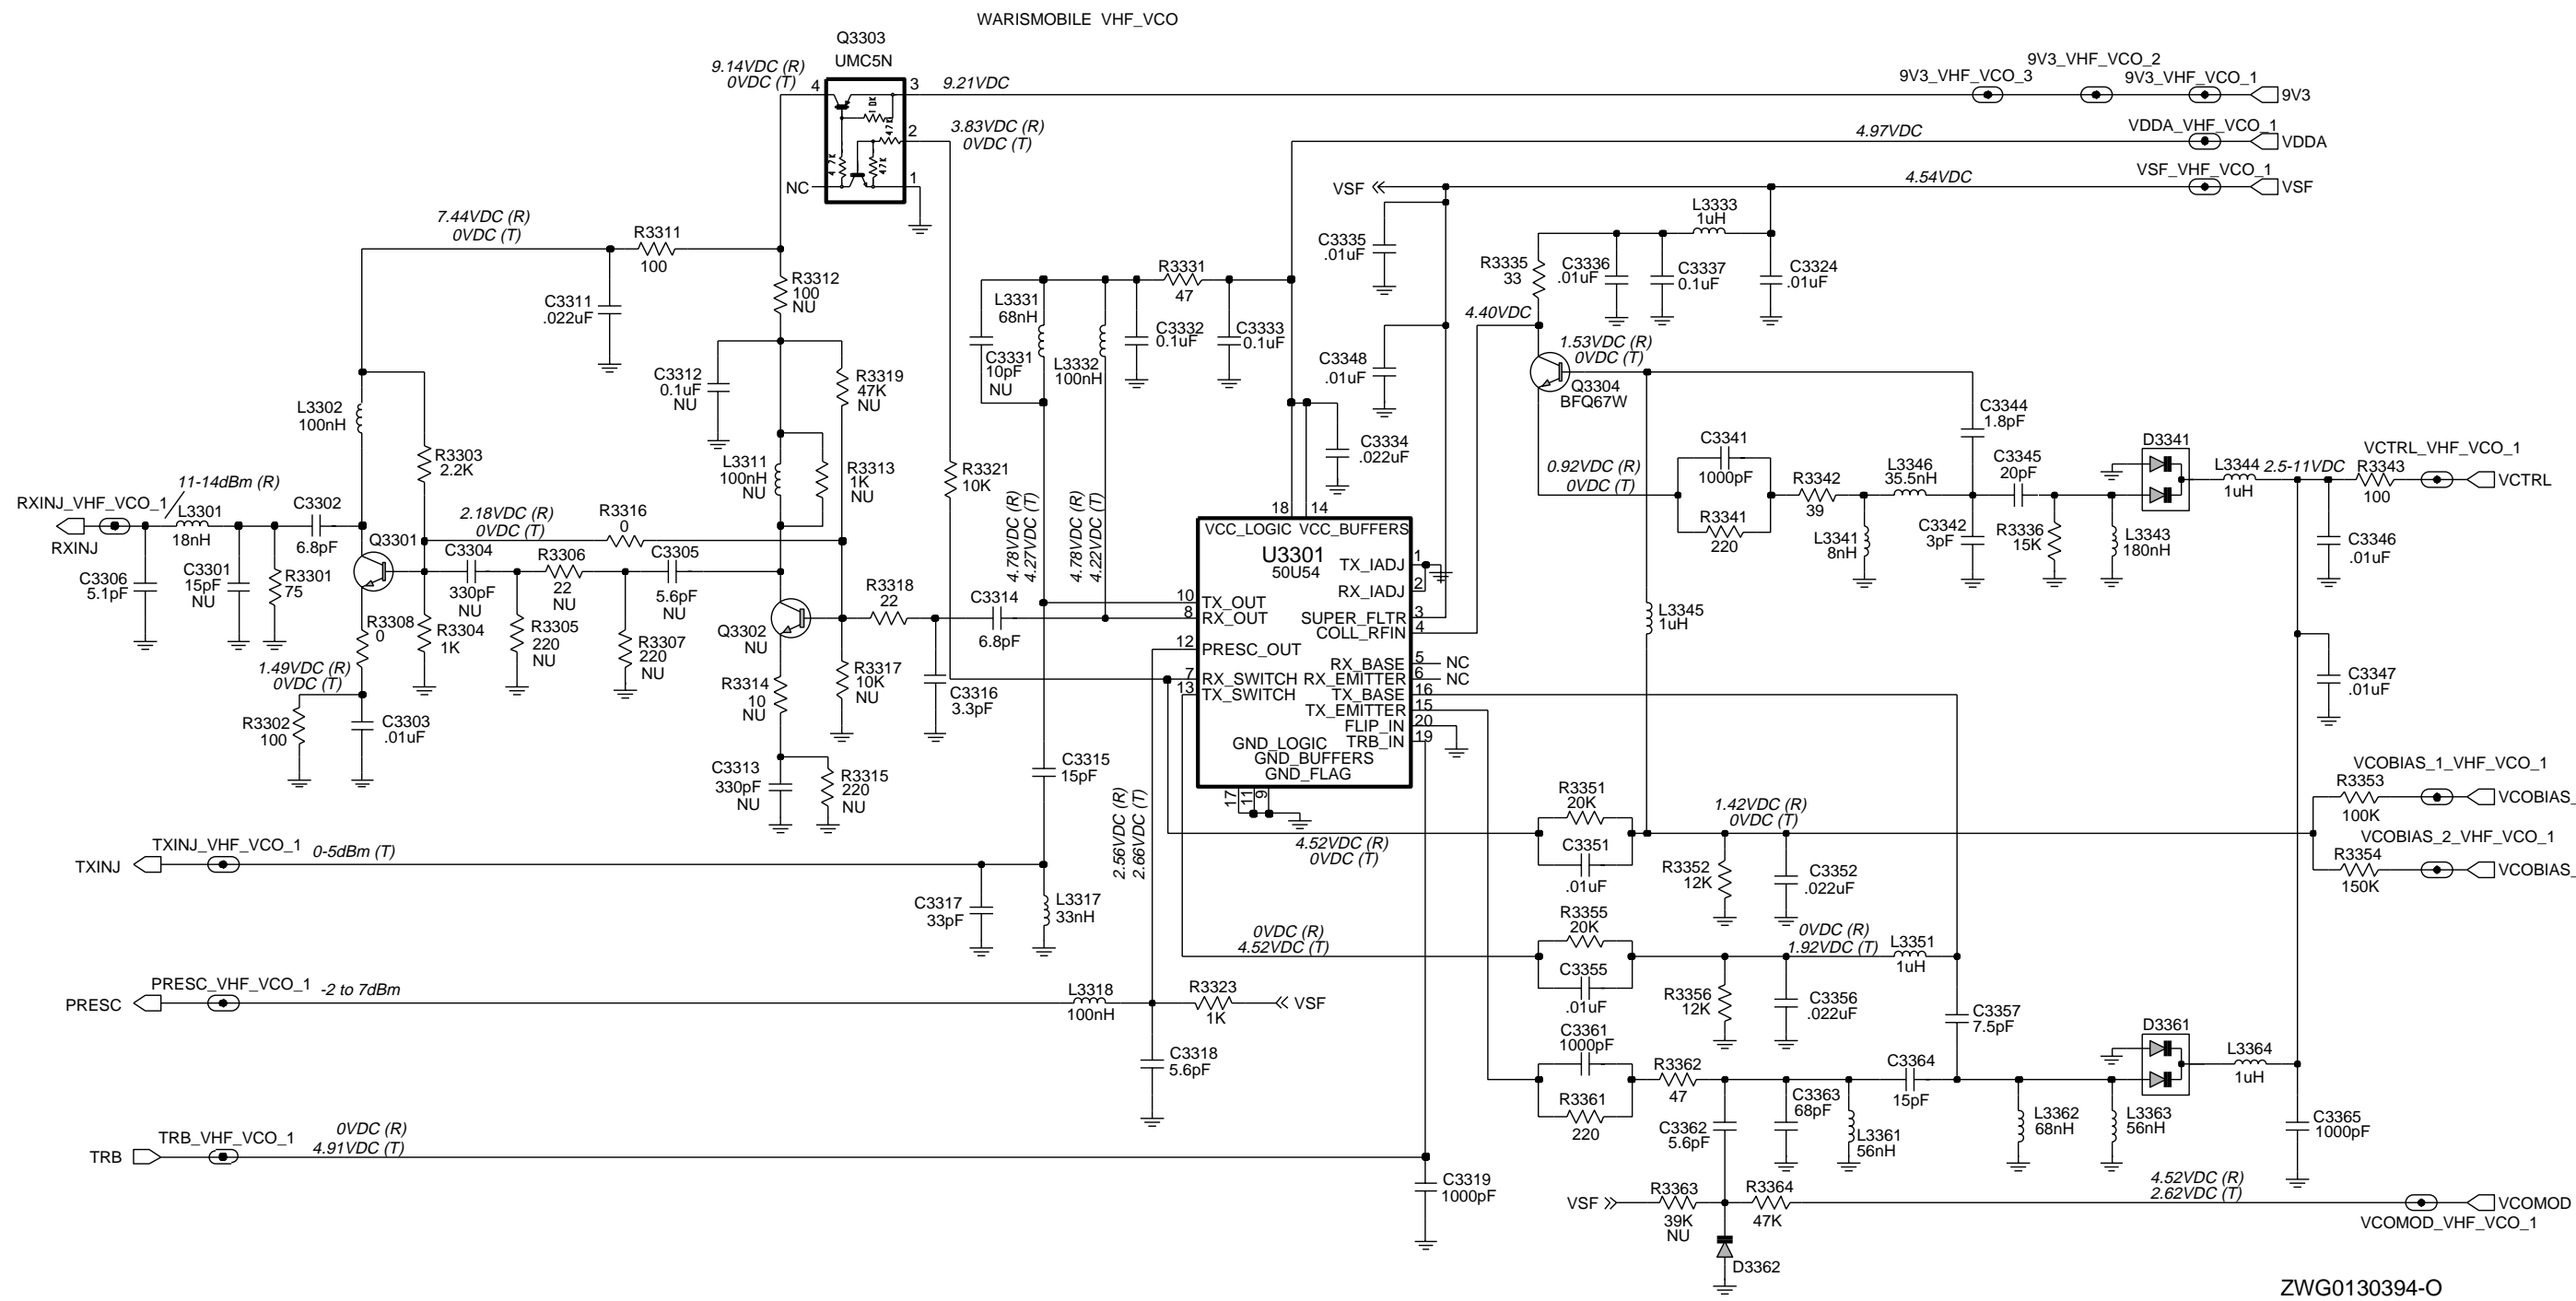 WARISMOBILE VHF_VCO
Q3303
UMC5N
9.14VDC (R)
0VDC (T)
4
3
9.21VDC
10K
47K
2
3.83VDC (R)
0VDC (T)
47K
47K
NC
1
9V3_VHF_VCO_3
9V3_VHF_VCO_2
9V3_VHF_VCO_1
9V3
4.97VDC
VDDA_VHF_VCO_1
VDDA
VSF
4.54VDC
VSF_VHF_VCO_1
VSF
7.44VDC (R)
0VDC (T)
R3311
100
C3311
.022uF
R3312
100
NU
C3312
0.1uF
NU
R3319
47K
NU
L3302
100nH
R3303
2.2K
L3311
100nH
NU
R3313
1K
NU
R3321
10K
L3331
68nH
C3331
10pF
NU
L3332
100nH
R3331
47
C3332
0.1uF
C3333
0.1uF
C3335
.01uF
C3348
.01uF
C3334
.022uF
L3333
1uH
R3335
33
C3336
.01uF
C3337
0.1uF
C3324
.01uF
4.40VDC
1.53VDC (R)
0VDC (T)
Q3304
BFQ67W
C3344
1.8pF
0.92VDC (R)
0VDC (T)
C3341
1000pF
R3341
220
R3342
39
L3346
35.5nH
L3341
8nH
C3342
3pF
C3345
20pF
R3336
15K
L3343
180nH
D3341
L3344
1uH
2.5-11VDC
R3343
100
VCTRL_VHF_VCO_1
VCTRL
C3346
.01uF
C3347
.01uF
L3345
1uH
11-14dBm (R)
RXINJ_VHF_VCO_1
RXINJ
L3301
18nH
C3302
6.8pF
C3306
5.1pF
C3301
15pF
NU
R3301
75
Q3301
2.18VDC (R)
0VDC (T)
R3316
0
C3304
330pF
NU
R3306
22
NU
C3305
5.6pF
NU
R3308
0
R3304
1K
R3305
220
NU
R3307
220
NU
1.49VDC (R)
0VDC (T)
R3302
100
C3303
.01uF
Q3302
NU
R3318
22
C3314
6.8pF
R3314
10
NU
R3317
10K
NU
C3316
3.3pF
C3313
330pF
NU
R3315
220
NU
4.78VDC (R)
4.27VDC (T)
4.78VDC (R)
4.22VDC (T)
18
14
VCC_LOGIC VCC_BUFFERS
U3301
50U54
TX_IADJ
1
RX_IADJ
2
10
TX_OUT
8
RX_OUT
SUPER_FLTR
3
COLL_RFIN
4
12
PRESC_OUT
RX_BASE
5
NC
7
RX_SWITCH
RX_EMITTER
6
NC
13
TX_SWITCH
TX_BASE
16
TX_EMITTER
15
FLIP_IN
20
TRB_IN
19
GND_LOGIC
GND_BUFFERS
GND_FLAG
17
11
9
C3315
15pF
2.56VDC (R)
2.66VDC (T)
TXINJ
TXINJ_VHF_VCO_1
0-5dBm (T)
C3317
33pF
L3317
33nH
4.52VDC (R)
0VDC (T)
R3351
20K
C3351
.01uF
1.42VDC (R)
0VDC (T)
R3352
12K
C3352
.022uF
VCOBIAS_1_VHF_VCO_1
R3353
100K
VCOBIAS_
VCOBIAS_2_VHF_VCO_1
R3354
150K
VCOBIAS_
0VDC (R)
4.52VDC (T)
R3355
20K
C3355
.01uF
0VDC (R)
1.92VDC (T)
L3351
1uH
R3356
12K
C3356
.022uF
C3357
7.5pF
PRESC
PRESC_VHF_VCO_1
-2 to 7dBm
L3318
100nH
R3323
1K
VSF
C3318
5.6pF
C3361
1000pF
R3361
220
R3362
47
C3362
5.6pF
C3363
68pF
L3361
56nH
C3364
15pF
L3362
68nH
L3363
56nH
D3361
L3364
1uH
C3365
1000pF
TRB
TRB_VHF_VCO_1
0VDC (R)
4.91VDC (T)
C3319
1000pF
VSF
R3363
39K
NU
R3364
47K
D3362
4.52VDC (R)
2.62VDC (T)
VCOMOD
VCOMOD_VHF_VCO_1
ZWG0130394-O